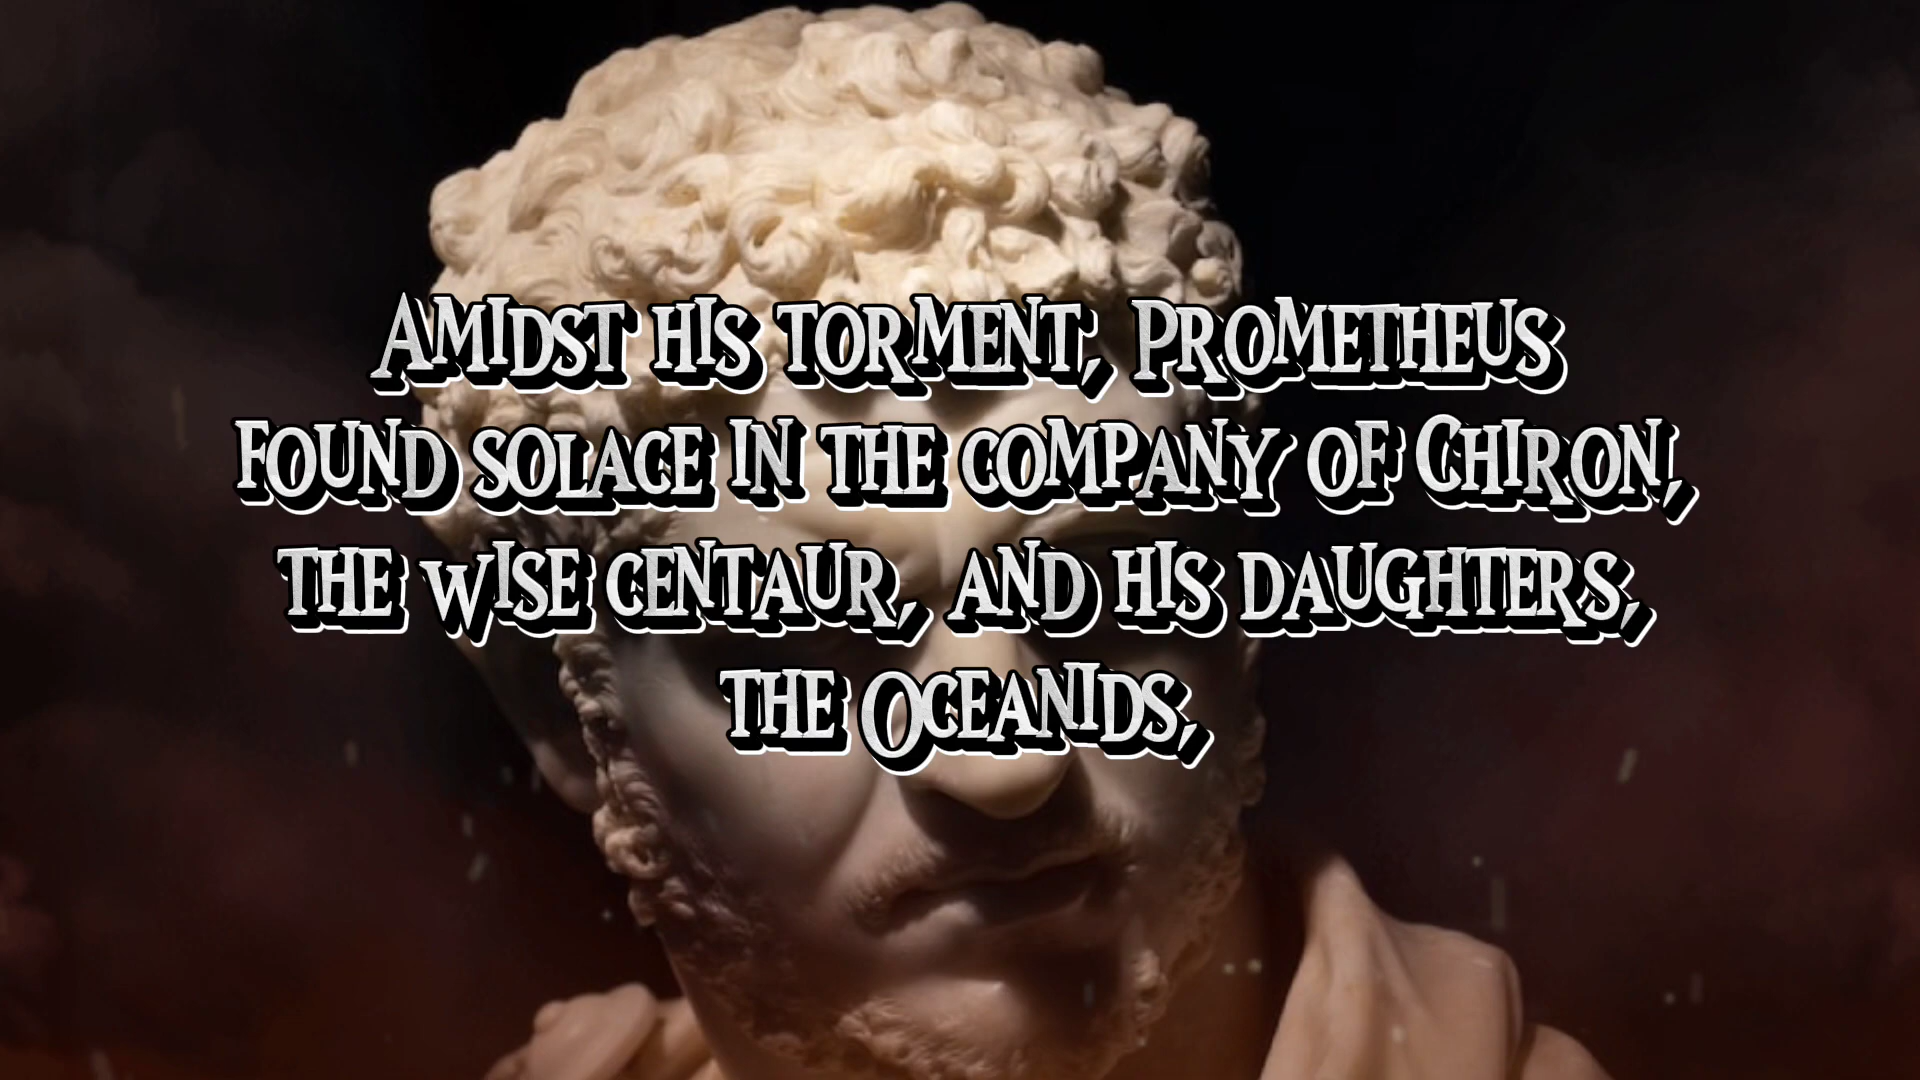 Amidst his torment, Prometheus
found solace in the company of Chiron,
the wise centaur, and his daughters,
the Oceanids,